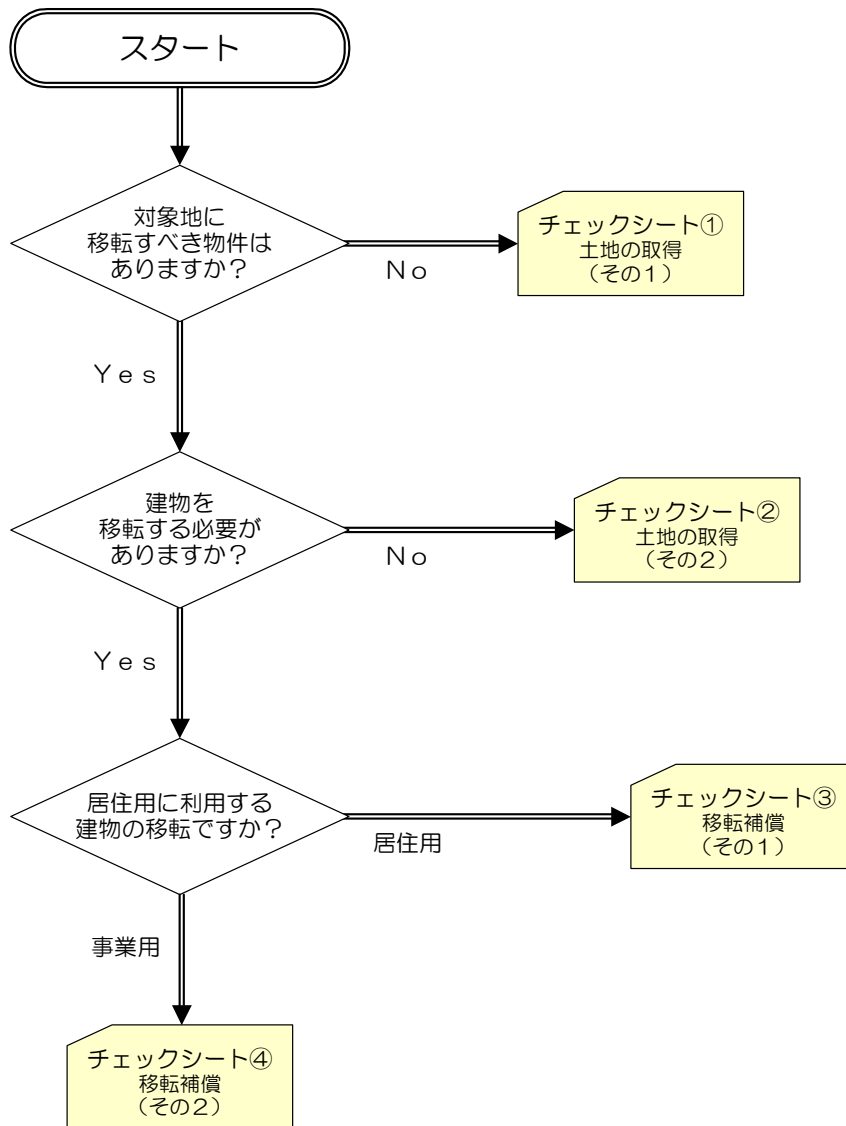 スタート
対象地に
移転すべき物件は
ありますか？
Ｎｏ
チェックシート①
土地の取得
（その１）
Ｙｅｓ
建物を
移転する必要が
ありますか？
Ｎｏ
チェックシート②
土地の取得
（その２）
Ｙｅｓ
居住用に利用する
建物の移転ですか？
居住用
チェックシート③
移転補償
（その１）
事業用
チェックシート④
移転補償
（その２）